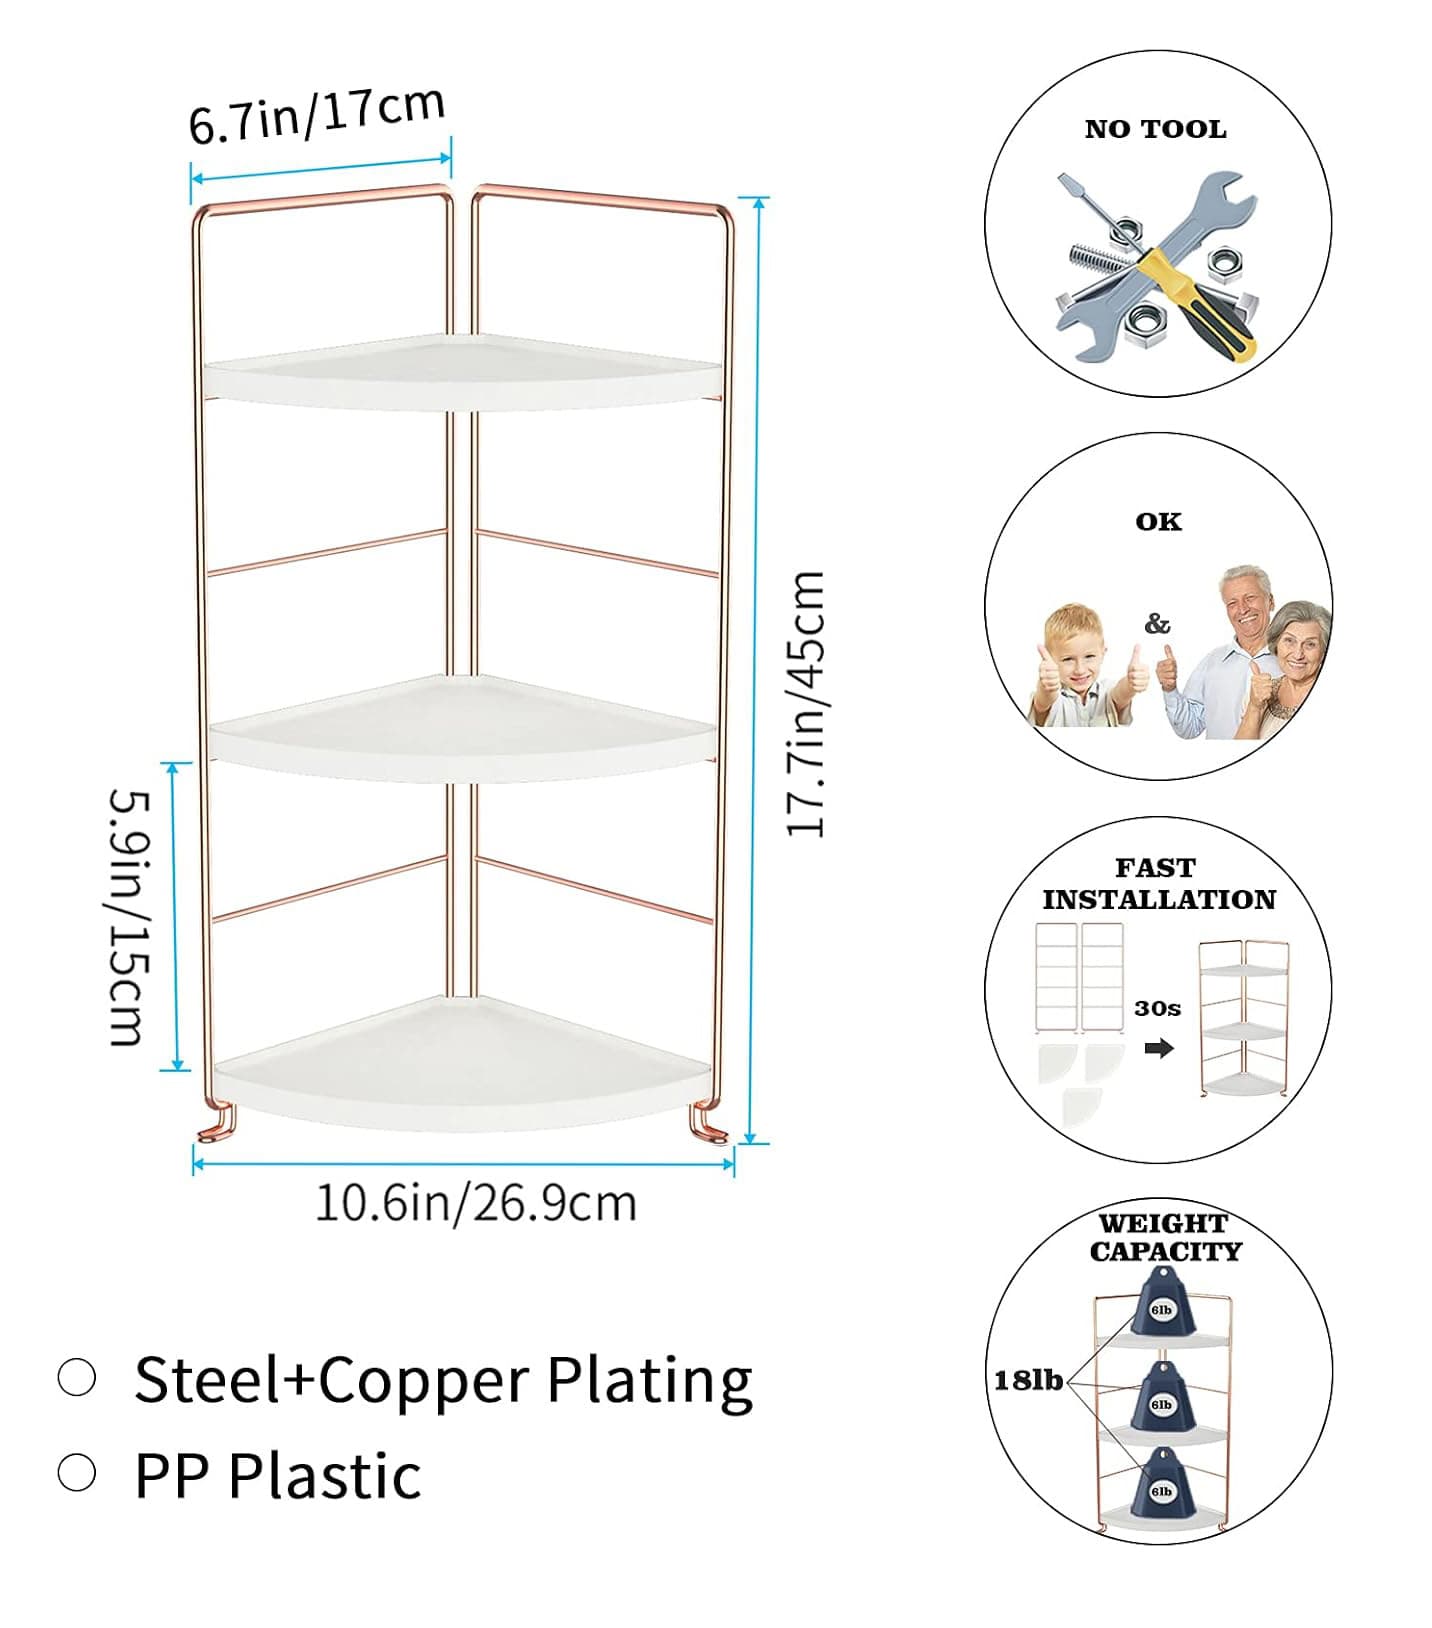 6.7in/17cm
17.7in/45cm
5.9in/15cm
10.6in/26.9cm
Steel+Copper Plating
PP Plastic
NO TOOL
OK
&
FAST
INSTALLATION
30s
WEIGHT
CAPACITY
6lb
18lb
6lb
6lb